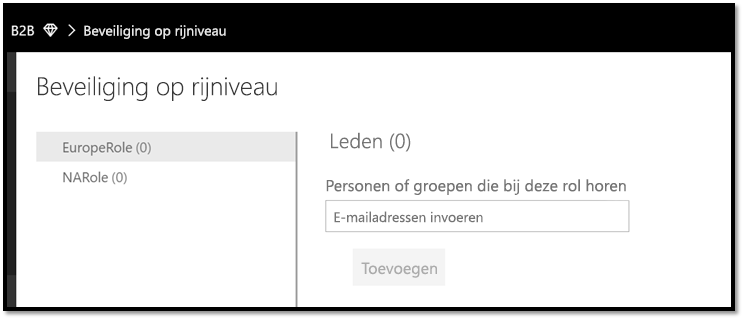 B2B > Beveiliging op rijniveau
Beveiliging op rijniveau
EuropeRole (0)
NARole (0)
Leden (0)
Personen of groepen die bij deze rol horen
E-mailadressen invoeren
Toevoegen